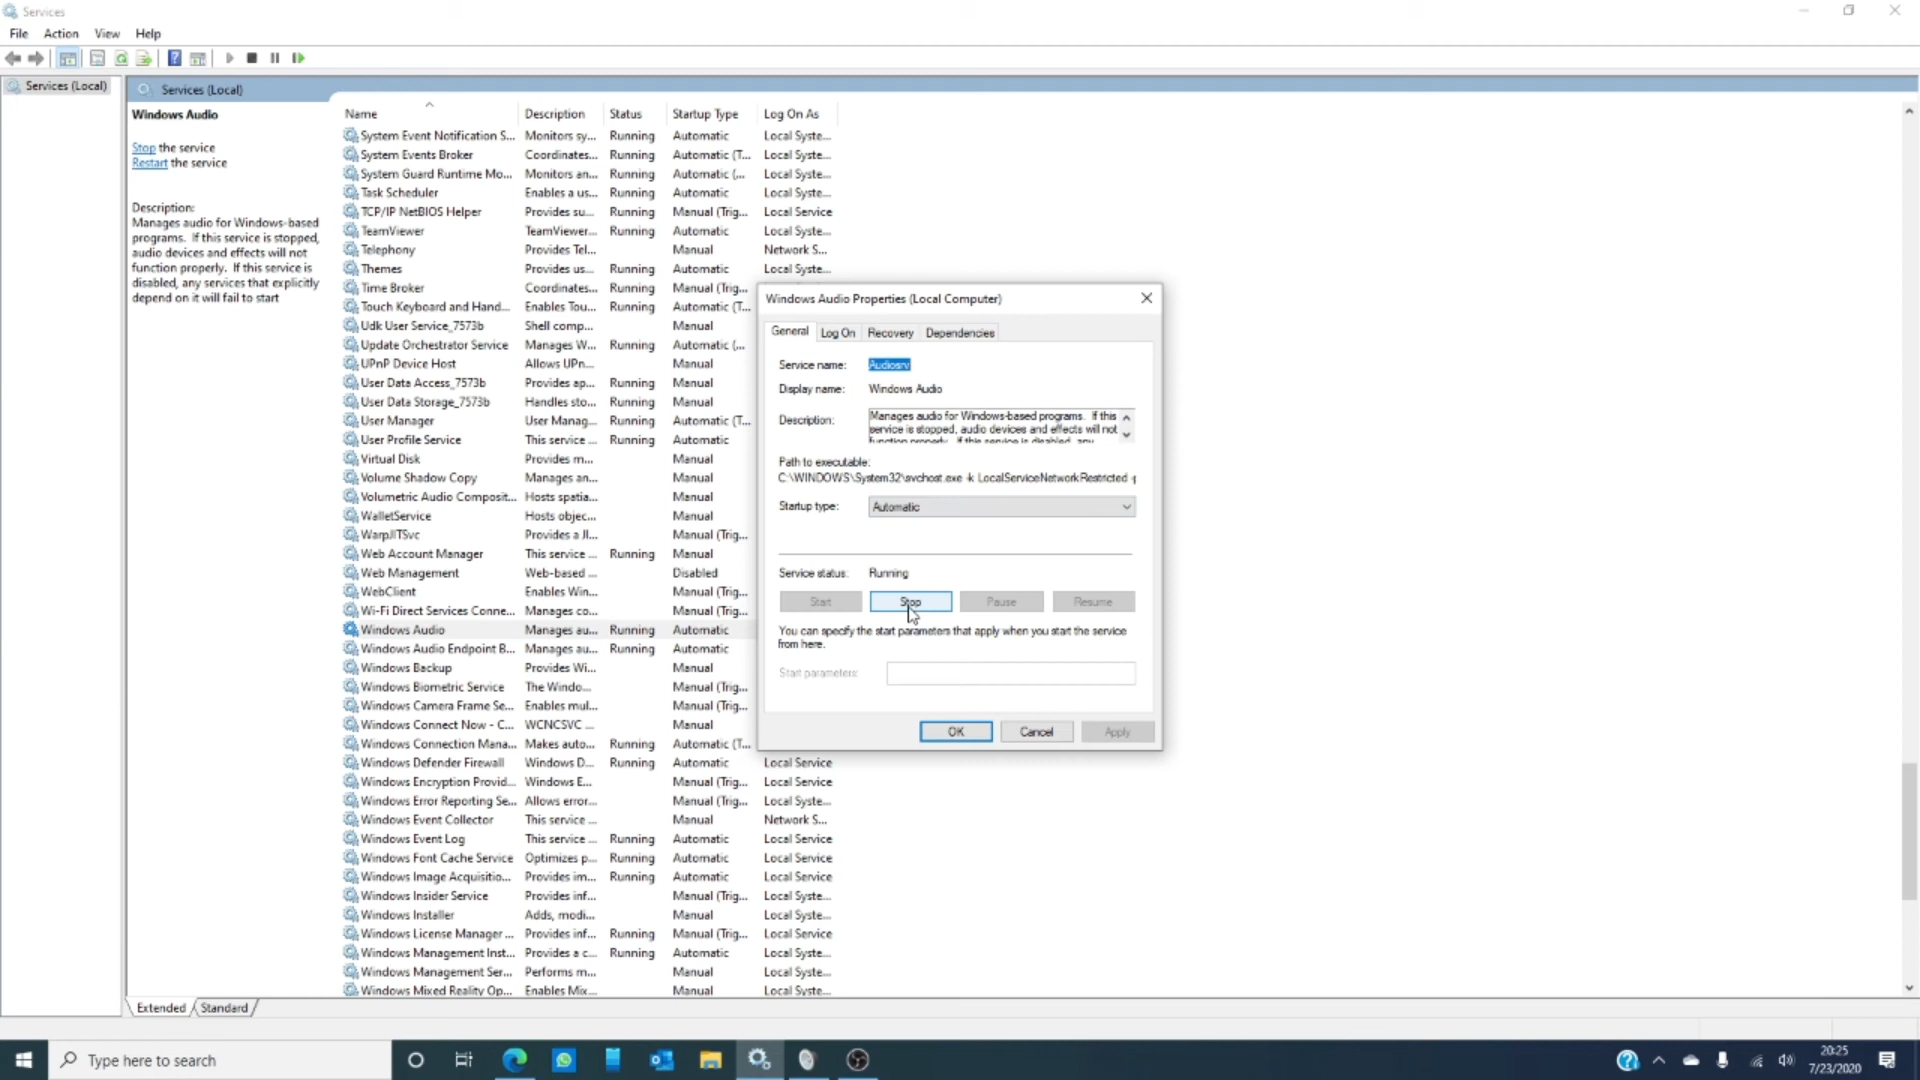 Services
File Action View Help
Services (Local)
Services (Local)
Windows Audio
Stop the service
Restart the service
Description:
Manages audio for Windows-based
programs. If this service is stopped,
audio devices and effects will not
function properly. If this service is
disabled, any services that explicitly
depend on it will fail to start
Name Description Status Startup Type Log On As
System Event Notification S... Monitors sy... Running Automatic Local Syste...
System Events Broker Coordinates... Running Automatic (T... Local Syste...
System Guard Runtime Mo... Monitors an... Running Automatic (... Local Syste...
Task Scheduler Enables a us... Running Automatic Local Syste...
TCP/IP NetBIOS Helper Provides su... Running Manual (Trig... Local Service
TeamViewer TeamViewer... Running Automatic Local Syste...
Telephony Provides Tel... Manual Network S...
Themes Provides us... Running Automatic Local Syste...
Time Broker Coordinates... Running Manual (Trig...
Touch Keyboard and Hand... Enables Tou... Running Automatic (T...
Udk User Service_7573b Shell comp... Manual
Update Orchestrator Service Manages W... Running Automatic (...
UPnP Device Host Allows UPn... Manual
User Data Access_7573b Provides ap... Running Manual
User Data Storage_7573b Handles sto... Running Manual
User Manager User Manag... Running Automatic (T...
User Profile Service This service ... Running Automatic
Virtual Disk Provides m... Manual
Volume Shadow Copy Manages an... Manual
Volumetric Audio Composit... Hosts spatia... Manual
WalletService Hosts objec... Manual
WarpJITSvc Provides a JI... Manual (Trig...
Web Account Manager This service ... Running Manual
Web Management Web-based ... Disabled
WebClient Enables Win... Manual (Trig...
Wi-Fi Direct Services Conne... Manages co... Manual (Trig...
Windows Audio Manages au... Running Automatic
Windows Audio Endpoint B... Manages au... Running Automatic
Windows Backup Provides Wi... Manual
Windows Biometric Service The Windo... Manual (Trig...
Windows Camera Frame Se... Enables mul... Manual (Trig...
Windows Connect Now - C... WCNCSVC ... Manual
Windows Connection Mana... Makes auto... Running Automatic (T...
Windows Defender Firewall Windows D... Running Automatic Local Service
Windows Encryption Provid... Windows E... Manual (Trig... Local Service
Windows Error Reporting Se... Allows error... Manual (Trig... Local Syste...
Windows Event Collector This service ... Manual Network S...
Windows Event Log This service ... Running Automatic Local Service
Windows Font Cache Service Optimizes p... Running Automatic Local Service
Windows Image Acquisitio... Provides im... Running Automatic Local Service
Windows Insider Service Provides inf... Manual (Trig... Local Syste...
Windows Installer Adds, modi... Manual Local Syste...
Windows License Manager ... Provides inf... Running Manual (Trig... Local Service
Windows Management Inst... Provides a c... Running Automatic Local Syste...
Windows Management Ser... Performs m... Manual Local Syste...
Windows Mixed Reality Op... Enables Mix... Manual Local Syste...
Windows Audio Properties (Local Computer)
General Log On Recovery Dependencies
Service name: Audiosrv
Display name: Windows Audio
Description: Manages audio for Windows-based programs. If this
service is stopped, audio devices and effects will not
function properly. If this service is disabled, any
Path to executable:
C:\WINDOWS\System32\svchost.exe -k LocalServiceNetworkRestricted -p
Startup type: Automatic
Service status: Running
Start Stop Pause Resume
You can specify the start parameters that apply when you start the service
from here.
Start parameters:
OK Cancel Apply
Extended Standard
Type here to search
20:25
7/23/2020